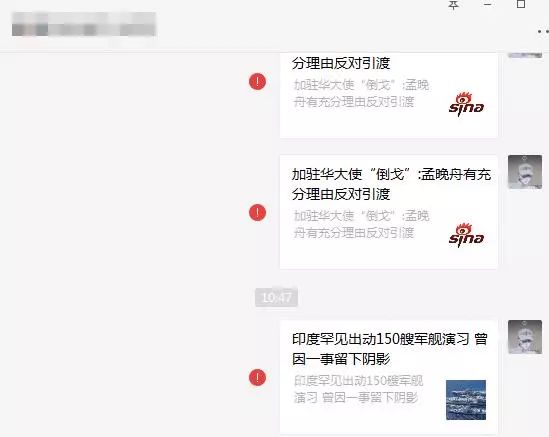 分理由反对引渡
加驻华大使“倒戈”:孟晚
舟有充分理由反对引渡
sina
加驻华大使“倒戈”:孟晚舟有充
分理由反对引渡
加驻华大使“倒戈”:孟晚
舟有充分理由反对引渡
sina
10:47
印度罕见出动150艘军舰演习 曾
因一事留下阴影
印度罕见出动150艘军舰
演习 曾因一事留下阴影